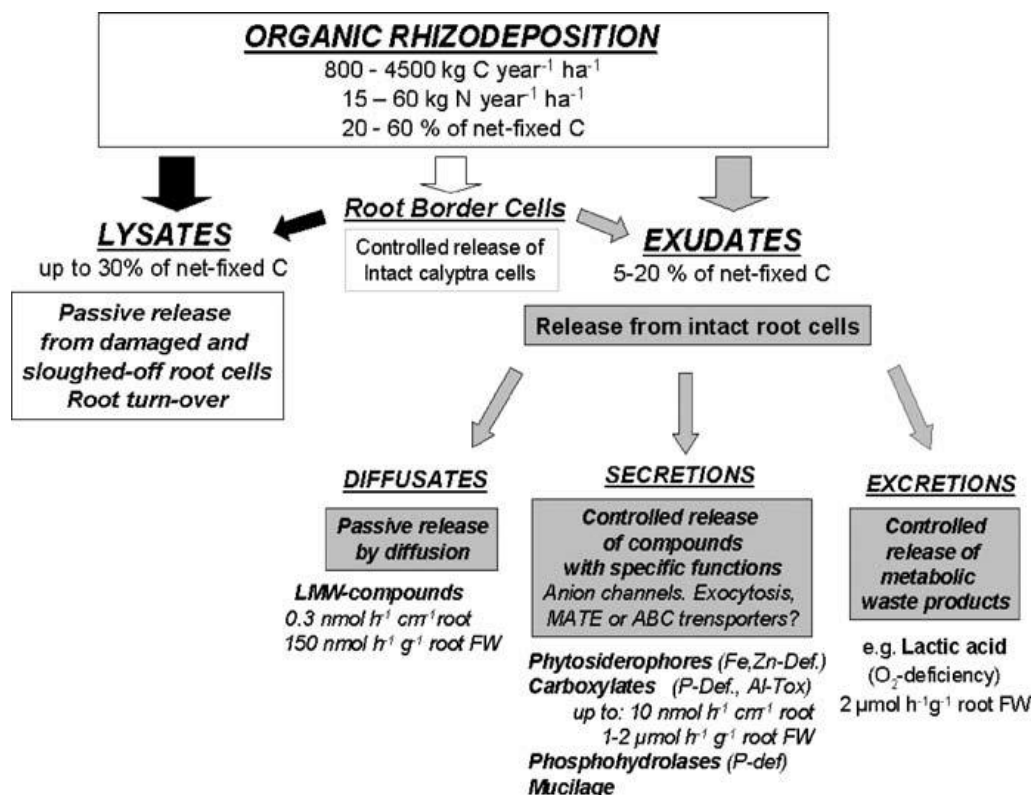 ORGANIC RHIZODEPOSITION
800 - 4500 kg C year⁻¹ ha⁻¹
15 – 60 kg N year⁻¹ ha⁻¹
20 - 60 % of net-fixed C
LYSATES
up to 30% of net-fixed C
Passive release
from damaged and
sloughed-off root cells
Root turn-over
Root Border Cells
Controlled release of
Intact calyptra cells
EXUDATES
5-20 % of net-fixed C
Release from intact root cells
DIFFUSATES
Passive release
by diffusion
LMW-compounds
0.3 nmol h⁻¹ cm⁻¹ root
150 nmol h⁻¹ g⁻¹ root FW
SECRETIONS
Controlled release
of compounds
with specific functions
Anion channels. Exocytosis,
MATE or ABC trensporters?
Phytosiderophores (Fe,Zn-Def.)
Carboxylates (P-Def., Al-Tox)
up to: 10 nmol h⁻¹ cm⁻¹ root
1-2 µmol h⁻¹ g⁻¹ root FW
Phosphohydrolases (P-def)
Mucilage
EXCRETIONS
Controlled
release of
metabolic
waste products
e.g. Lactic acid
(O₂-deficiency)
2 µmol h⁻¹g⁻¹ root FW